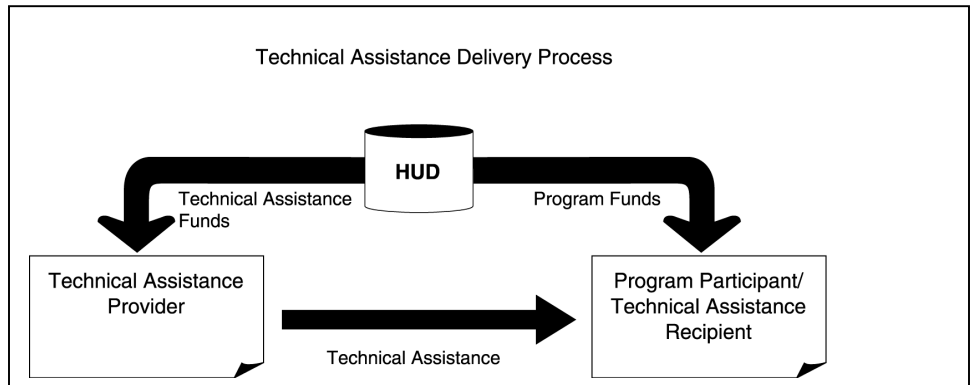 Technical Assistance Delivery Process
HUD
Technical Assistance
Funds
Program Funds
Technical Assistance
Provider
Program Participant/
Technical Assistance
Recipient
Technical Assistance